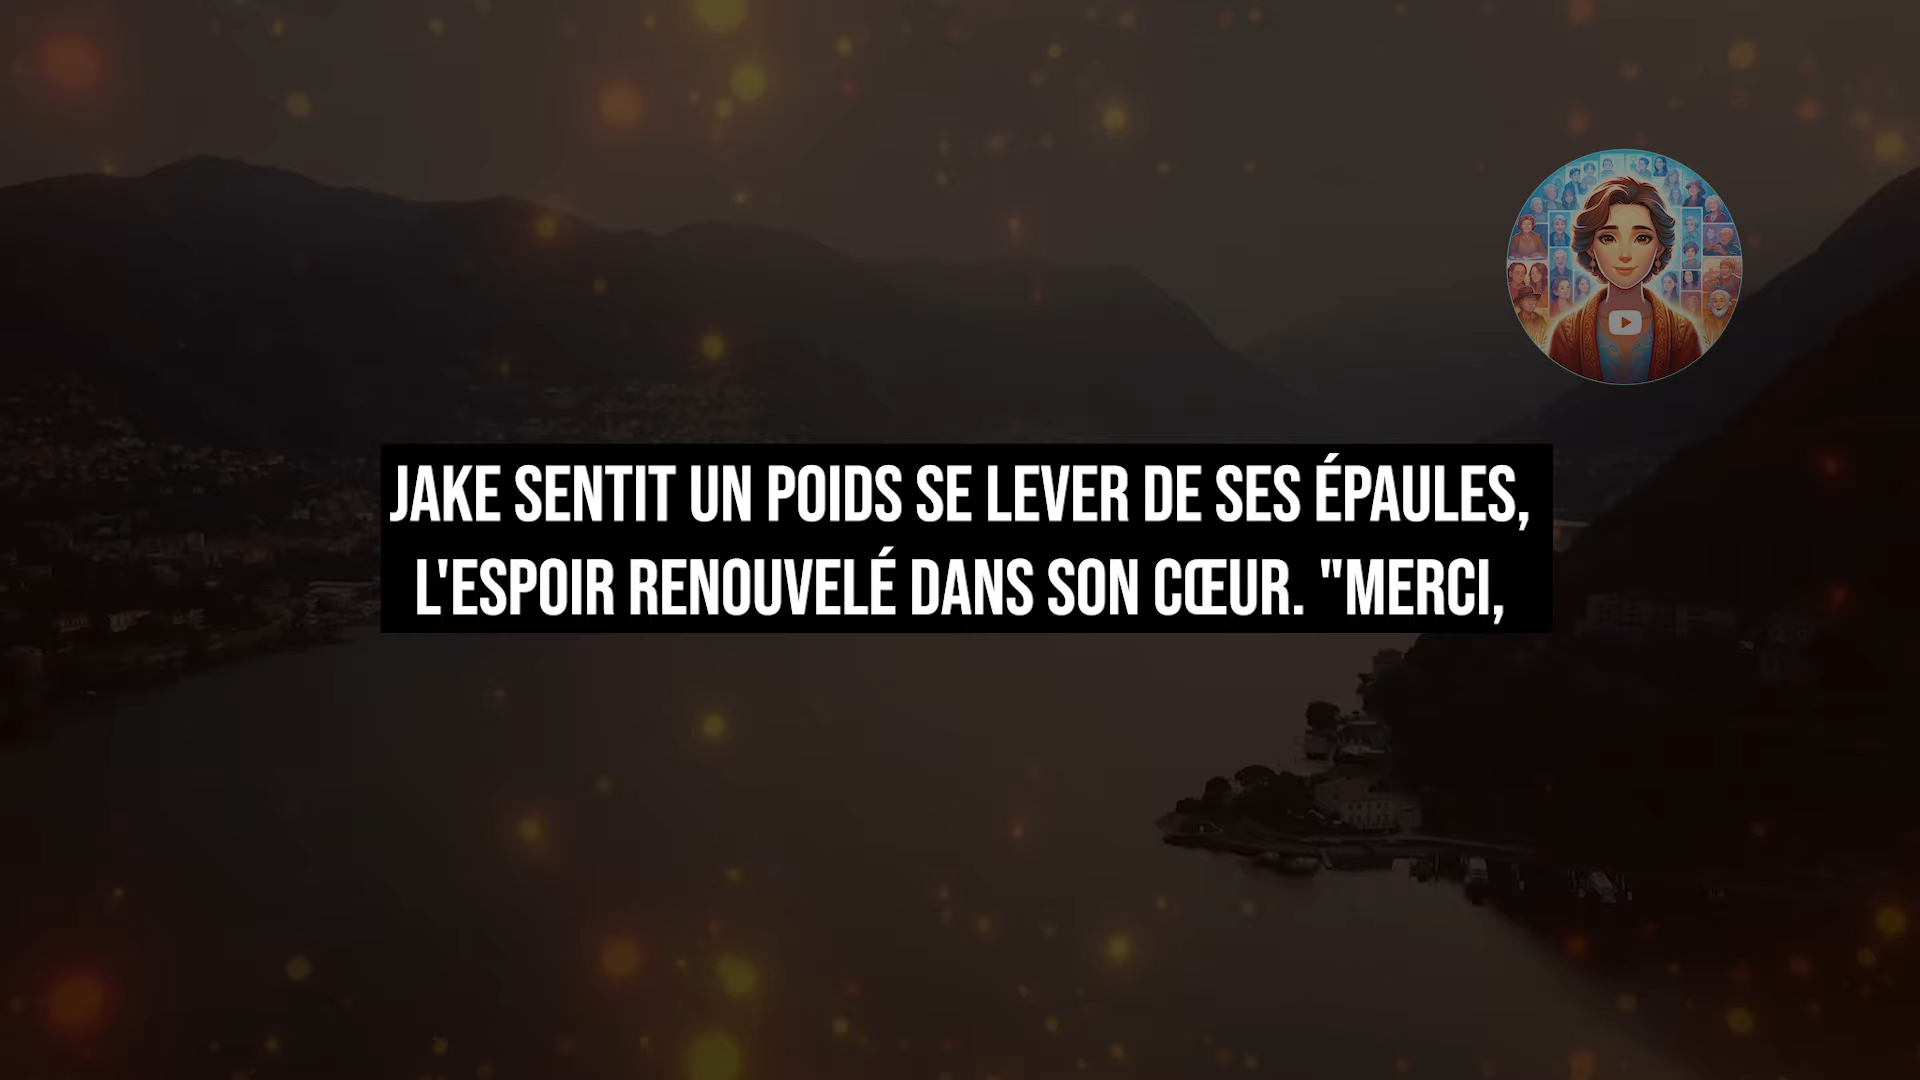 JAKE SENTIT UN POIDS SE LEVER DE SES ÉPAULES,
L'ESPOIR RENOUVELÉ DANS SON CŒUR. "MERCI,